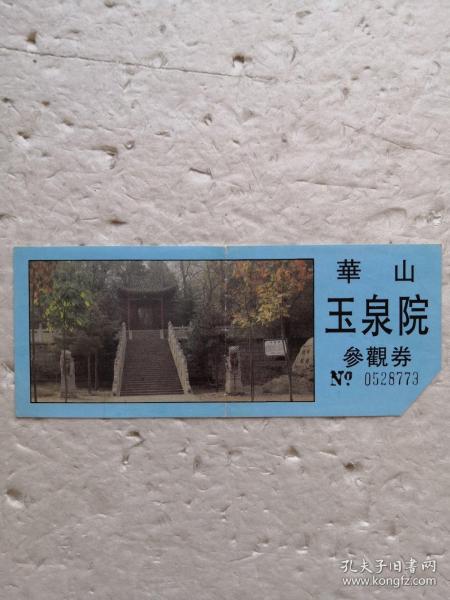 華山
玉泉院
參觀券
№ 0528773
孔夫子旧书网
www.kongfz.com